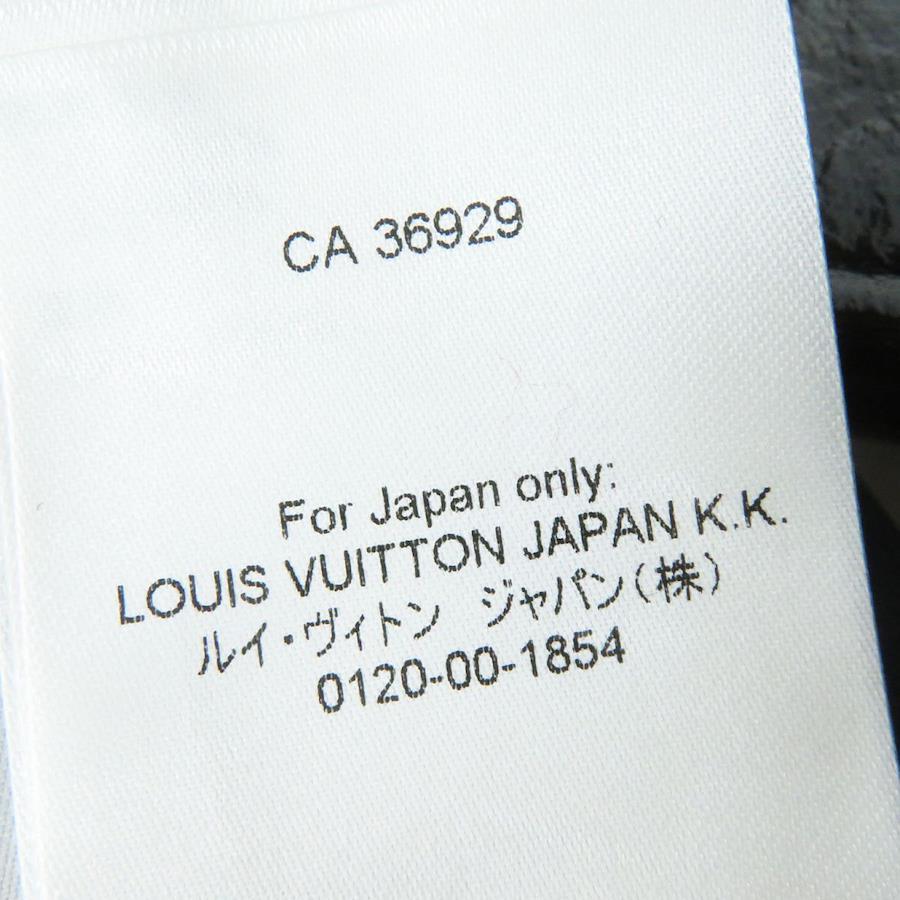 CA 36929
For Japan only:
LOUIS VUITTON JAPAN K.K.
ルイ・ヴィトン ジャパン(株)
0120-00-1854